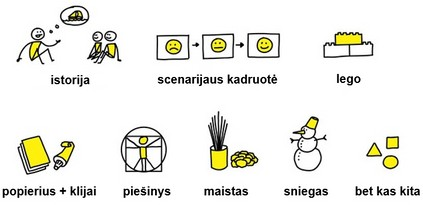 istorija
scenarijaus kadruotė
lego
popierius + klijai
piešinys
maistas
sniegas
bet kas kita